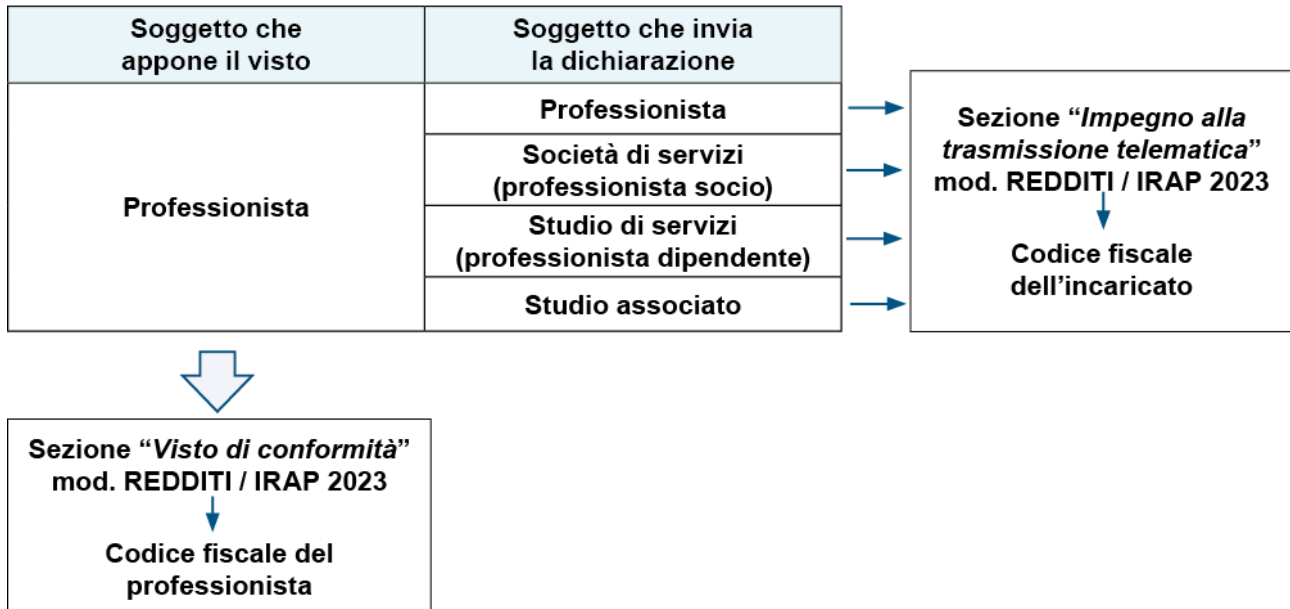 Soggetto che
appone il visto
Soggetto che invia
la dichiarazione
Professionista
Professionista
Società di servizi
(professionista socio)
Studio di servizi
(professionista dipendente)
Studio associato
Sezione “Impegno alla
trasmissione telematica”
mod. REDDITI / IRAP 2023
Codice fiscale
dell’incaricato
Sezione “Visto di conformità”
mod. REDDITI / IRAP 2023
Codice fiscale del
professionista